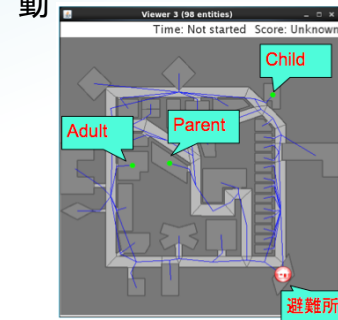 動
Viewer 3 (98 entities)
Time: Not started Score: Unknown
Child
Adult
Parent
避難所